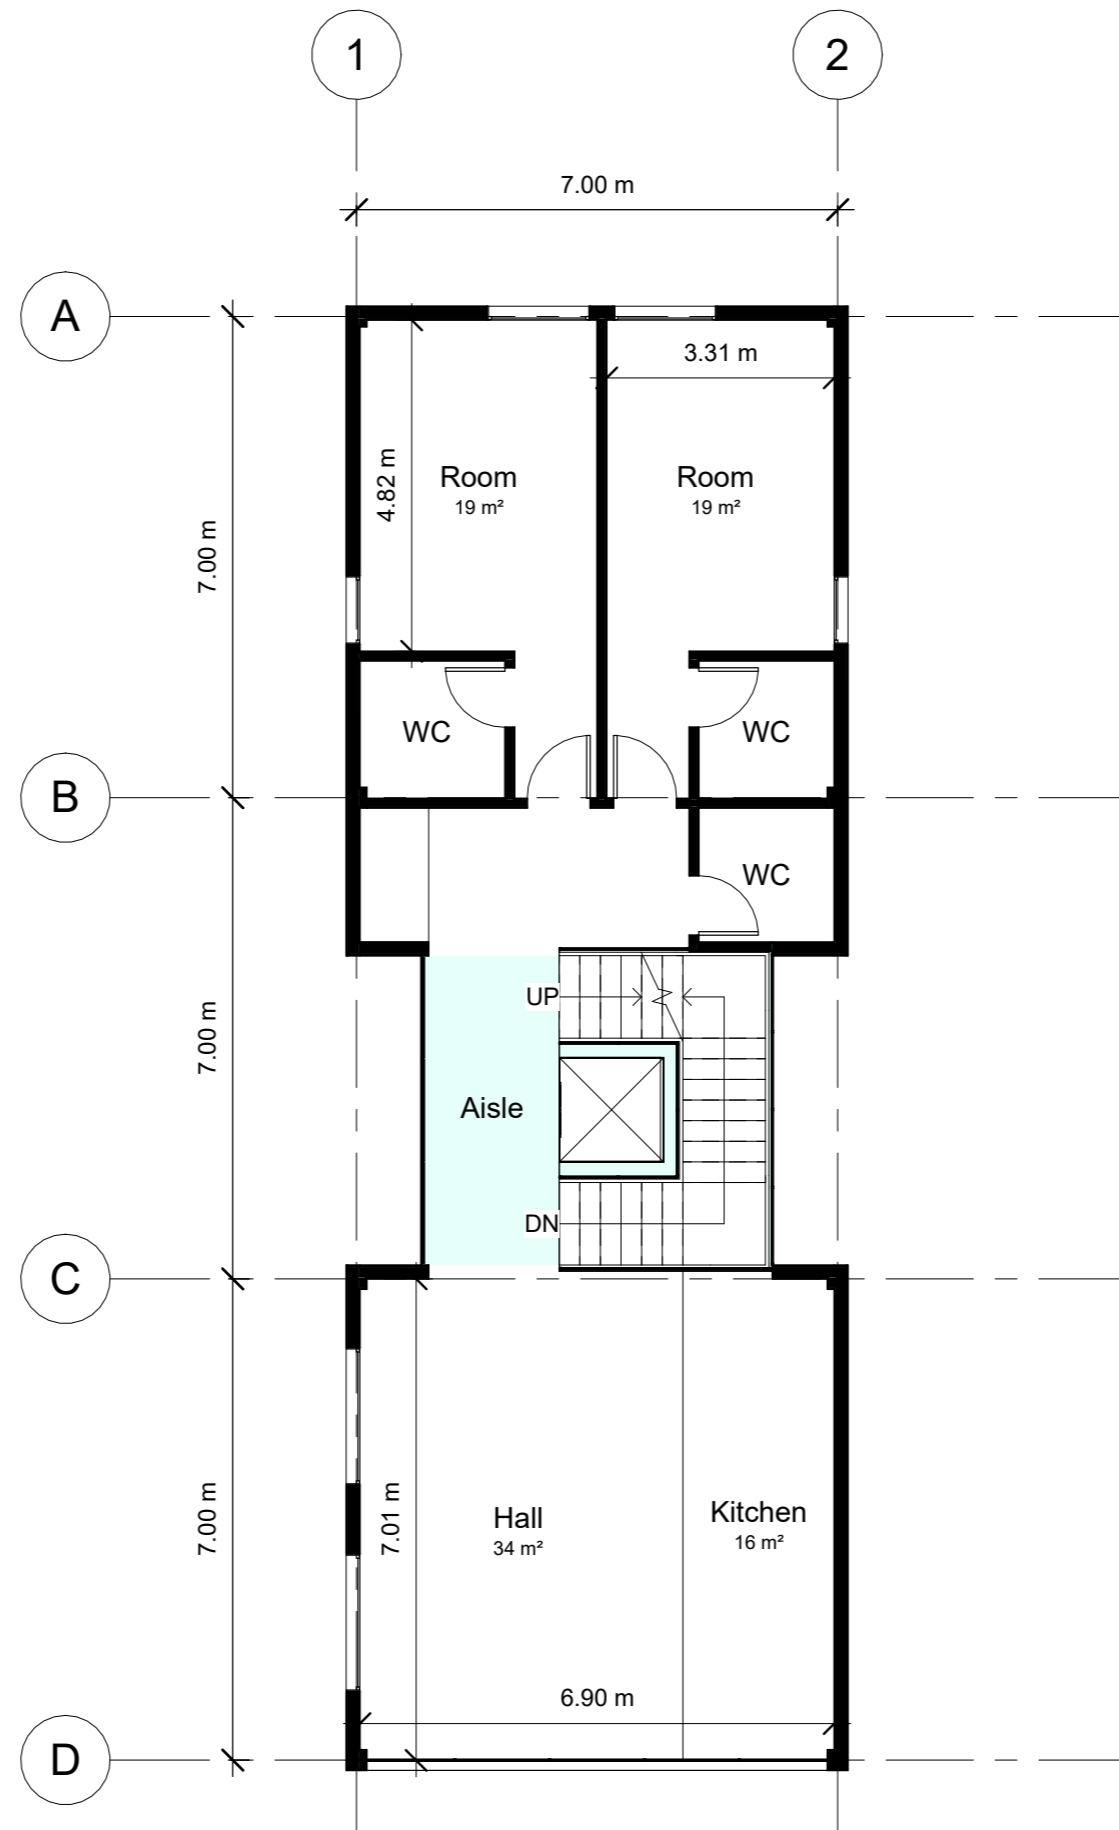 1
2
7.00 m
A
3.31 m
4.82 m
Room
19 m²
Room
19 m²
7.00 m
WC
WC
B
WC
UP
7.00 m
Aisle
DN
C
7.00 m
7.01 m
Hall
34 m²
Kitchen
16 m²
6.90 m
D